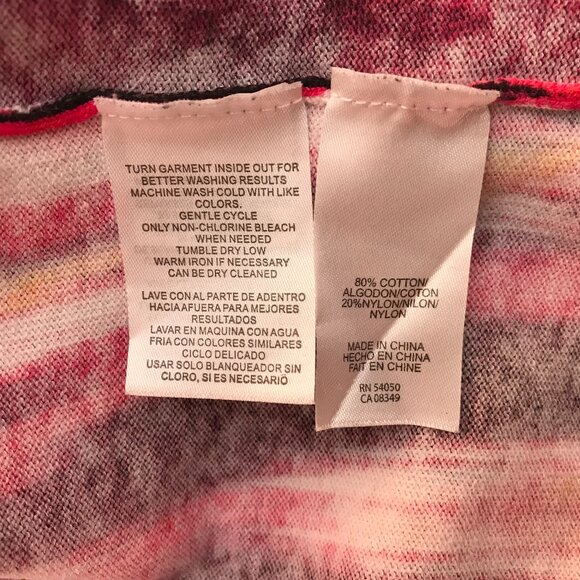 TURN GARMENT INSIDE OUT FOR
BETTER WASHING RESULTS
MACHINE WASH COLD WITH LIKE
COLORS.
GENTLE CYCLE
ONLY NON-CHLORINE BLEACH
WHEN NEEDED
TUMBLE DRY LOW
WARM IRON IF NECESSARY
CAN BE DRY CLEANED
LAVE CON AL PARTE DE ADENTRO
HACIA AFUERA PARA MEJORES
RESULTADOS
LAVAR EN MAQUINA CON AGUA
FRIA CON COLORES SIMILARES
CICLO DELICADO
USAR SOLO BLANQUEADOR SIN
CLORO, SI ES NECESARIO
80% COTTON/
ALGODON/COTON
20%NYLON/NILON/
NYLON
MADE IN CHINA
HECHO EN CHINA
FAIT EN CHINE
RN 54050
CA 08349